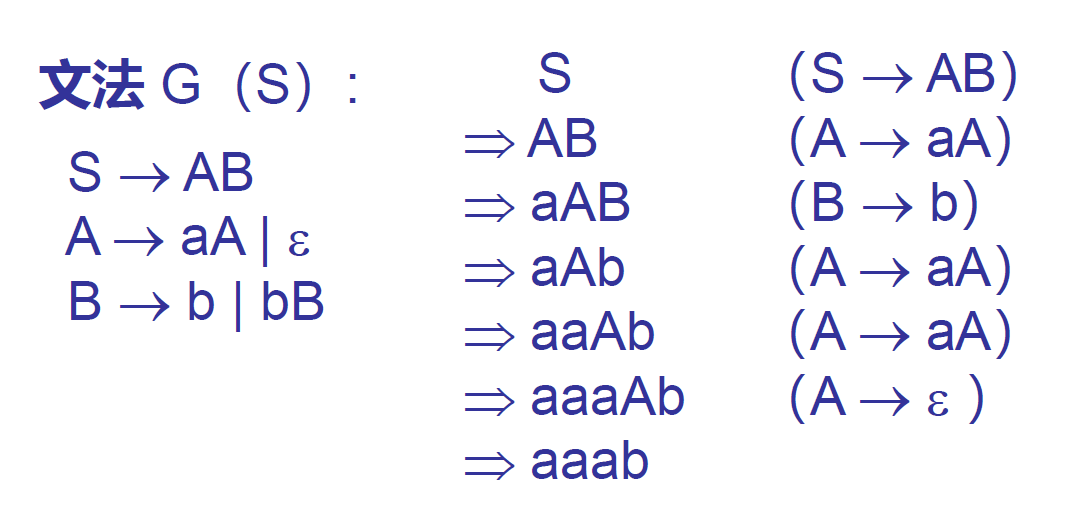 文法 G（S）:
S → AB
A → aA | ε
B → b | bB
S （S → AB）
⇒ AB （A → aA）
⇒ aAB （B → b）
⇒ aAb （A → aA）
⇒ aaAb （A → aA）
⇒ aaaAb （A → ε ）
⇒ aaab